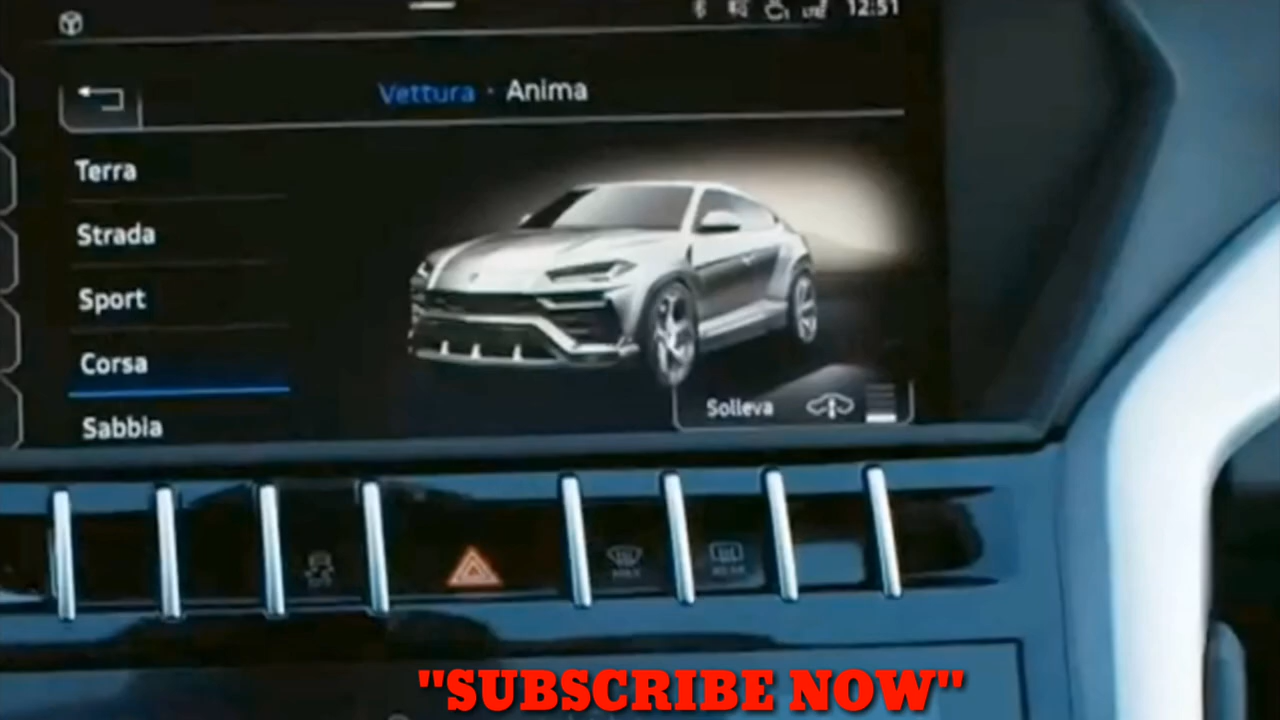 12:51
Vettura · Anima
Terra
Strada
Sport
Corsa
Sabbia
Solleva
"SUBSCRIBE NOW"